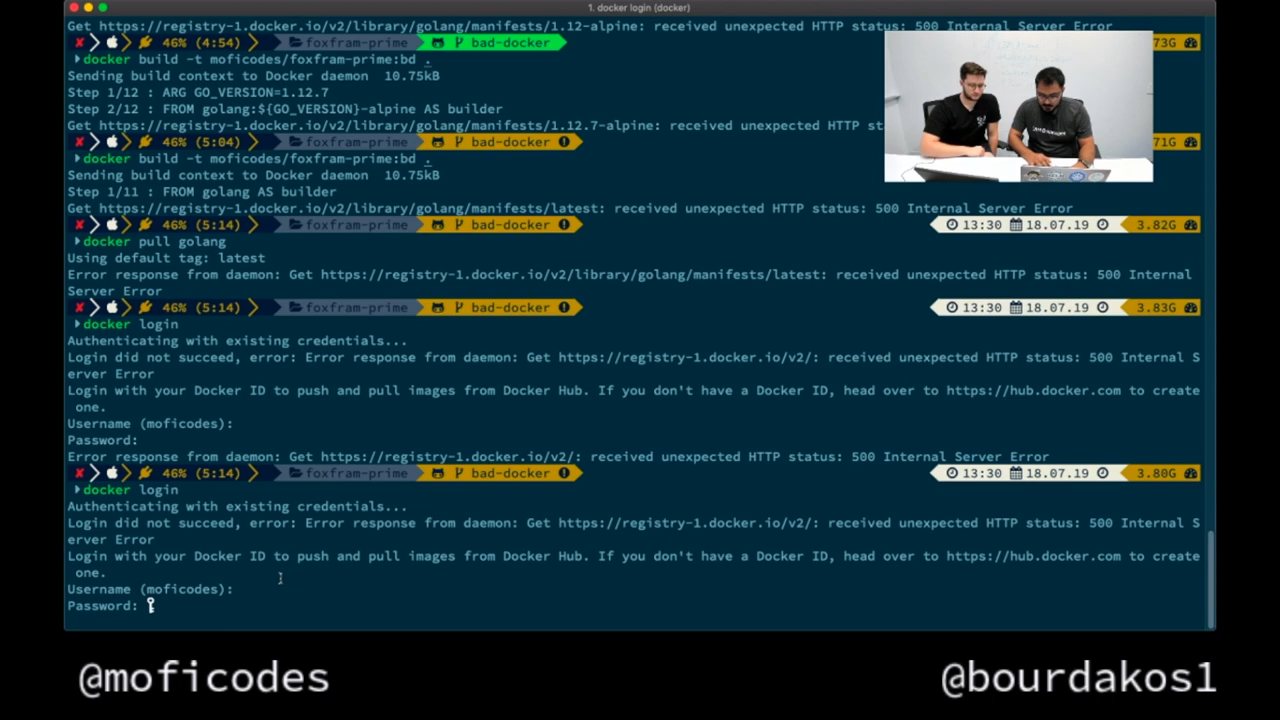 1. docker login (docker)
Get https://registry-1.docker.io/v2/library/golang/manifests/1.12-alpine: received unexpected HTTP status: 500 Internal Server Error
46% (4:54) foxfram-prime bad-docker 73G
docker build -t moficodes/foxfram-prime:bd .
Sending build context to Docker daemon 10.75kB
Step 1/12 : ARG GO_VERSION=1.12.7
Step 2/12 : FROM golang:${GO_VERSION}-alpine AS builder
Get https://registry-1.docker.io/v2/library/golang/manifests/1.12.7-alpine: received unexpected HTTP st
46% (5:04) foxfram-prime bad-docker 71G
docker build -t moficodes/foxfram-prime:bd .
Sending build context to Docker daemon 10.75kB
Step 1/11 : FROM golang AS builder
Get https://registry-1.docker.io/v2/library/golang/manifests/latest: received unexpected HTTP status: 500 Internal Server Error
46% (5:14) foxfram-prime bad-docker 13:30 18.07.19 3.82G
docker pull golang
Using default tag: latest
Error response from daemon: Get https://registry-1.docker.io/v2/library/golang/manifests/latest: received unexpected HTTP status: 500 Internal
Server Error
46% (5:14) foxfram-prime bad-docker 13:30 18.07.19 3.83G
docker login
Authenticating with existing credentials...
Login did not succeed, error: Error response from daemon: Get https://registry-1.docker.io/v2/: received unexpected HTTP status: 500 Internal S
erver Error
Login with your Docker ID to push and pull images from Docker Hub. If you don't have a Docker ID, head over to https://hub.docker.com to create
one.
Username (moficodes):
Password:
Error response from daemon: Get https://registry-1.docker.io/v2/: received unexpected HTTP status: 500 Internal Server Error
46% (5:14) foxfram-prime bad-docker 13:30 18.07.19 3.80G
docker login
Authenticating with existing credentials...
Login did not succeed, error: Error response from daemon: Get https://registry-1.docker.io/v2/: received unexpected HTTP status: 500 Internal S
erver Error
Login with your Docker ID to push and pull images from Docker Hub. If you don't have a Docker ID, head over to https://hub.docker.com to create
one.
Username (moficodes):
Password:
@moficodes
@bourdakos1